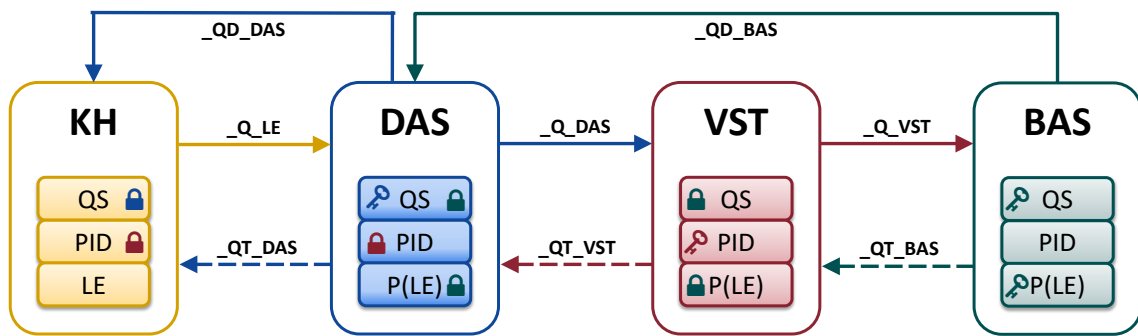 _QD_DAS
_QD_BAS
KH
_Q_LE
DAS
_Q_DAS
VST
_Q_VST
BAS
QS
QS
QS
QS
PID
PID
PID
PID
_QT_DAS
_QT_VST
_QT_BAS
LE
P(LE)
P(LE)
P(LE)